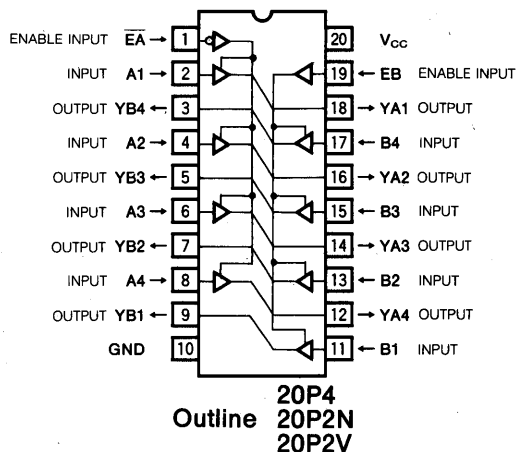 ENABLE INPUT E̅A̅ → 1
20 V_CC
INPUT A1 → 2
19 ← EB ENABLE INPUT
OUTPUT YB4 ← 3
18 → YA1 OUTPUT
INPUT A2 → 4
17 ← B4 INPUT
OUTPUT YB3 ← 5
16 → YA2 OUTPUT
INPUT A3 → 6
15 ← B3 INPUT
OUTPUT YB2 ← 7
14 → YA3 OUTPUT
INPUT A4 → 8
13 ← B2 INPUT
OUTPUT YB1 ← 9
12 → YA4 OUTPUT
GND 10
11 ← B1 INPUT
20P4
Outline 20P2N
20P2V